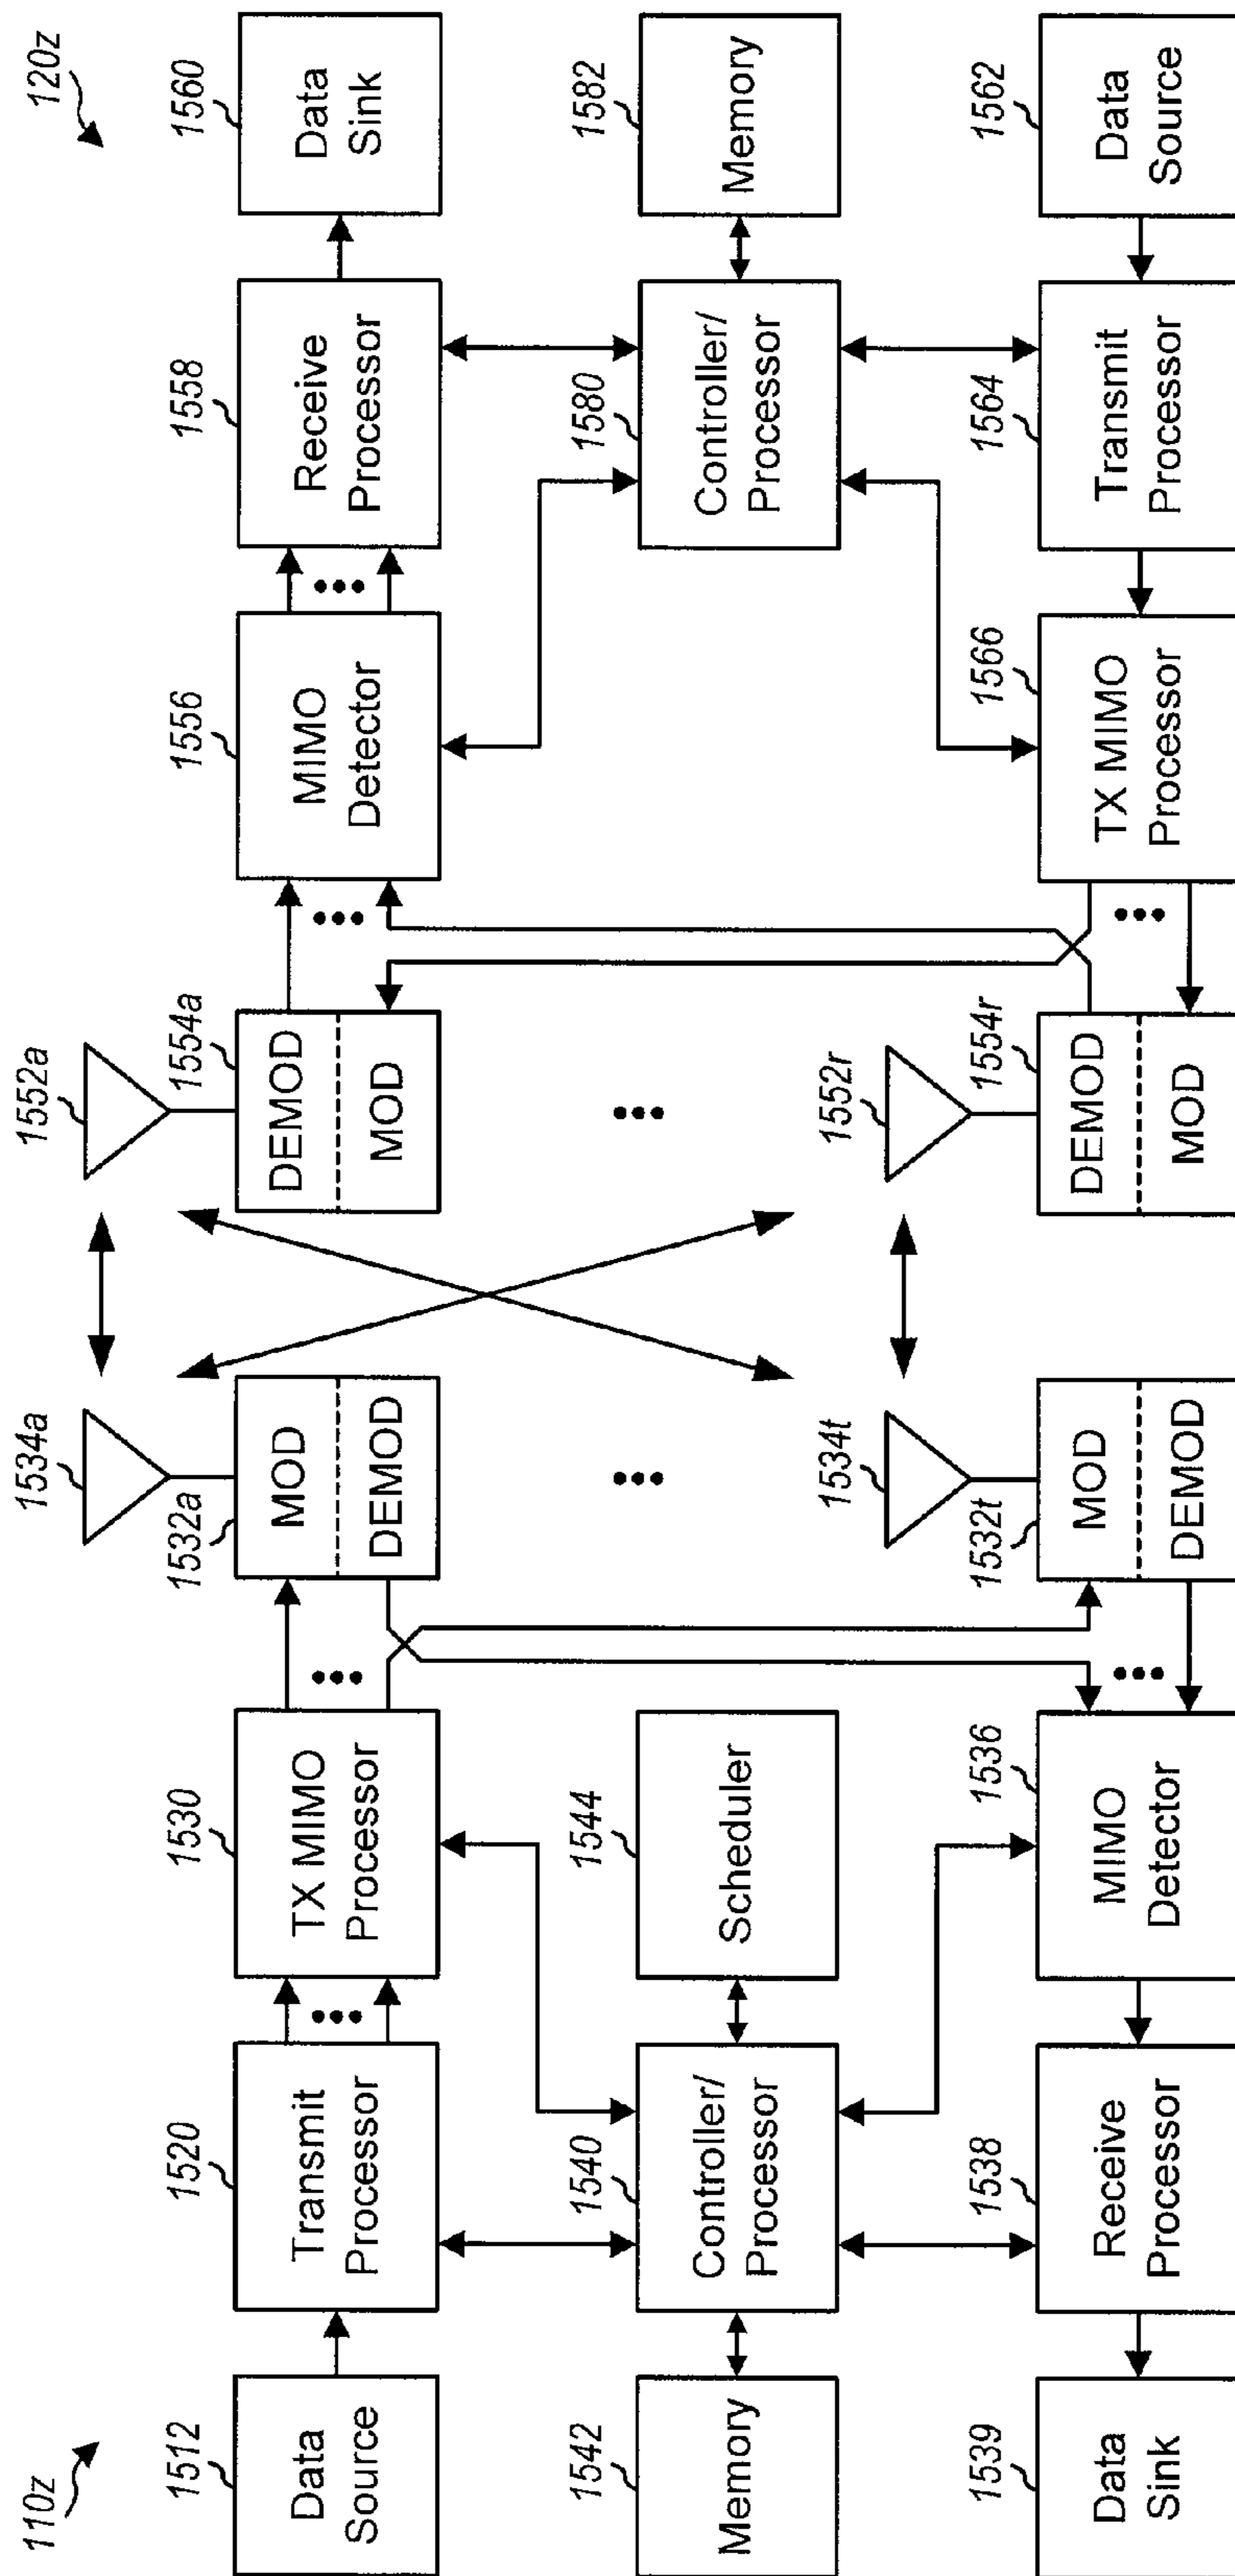 110z
120z
1512
Data
Source
1520
Transmit
Processor
1530
TX MIMO
Processor
1532a
MOD
DEMOD
1534a
1552a
1554a
DEMOD
MOD
1556
MIMO
Detector
1558
Receive
Processor
1560
Data
Sink
1542
Memory
1540
Controller/
Processor
1544
Scheduler
1580
Controller/
Processor
1582
Memory
1539
Data
Sink
1538
Receive
Processor
1536
MIMO
Detector
1532t
MOD
DEMOD
1534t
1552r
1554r
DEMOD
MOD
1566
TX MIMO
Processor
1564
Transmit
Processor
1562
Data
Source